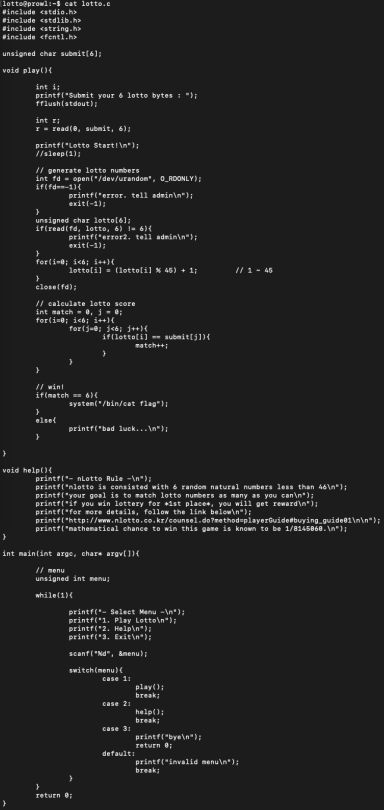 lotto@prowl:~$ cat lotto.c
#include <stdio.h>
#include <stdlib.h>
#include <string.h>
#include <fcntl.h>

unsigned char submit[6];

void play(){

        int i;
        printf("Submit your 6 lotto bytes : ");
        fflush(stdout);

        int r;
        r = read(0, submit, 6);

        printf("Lotto Start!\n");
        //sleep(1);

        // generate lotto numbers
        int fd = open("/dev/urandom", O_RDONLY);
        if(fd==-1){
                printf("error. tell admin\n");
                exit(-1);
        }
        unsigned char lotto[6];
        if(read(fd, lotto, 6) != 6){
                printf("error2. tell admin\n");
                exit(-1);
        }
        for(i=0; i<6; i++){
                lotto[i] = (lotto[i] % 45) + 1;         // 1 ~ 45
        }
        close(fd);

        // calculate lotto score
        int match = 0, j = 0;
        for(i=0; i<6; i++){
                for(j=0; j<6; j++){
                        if(lotto[i] == submit[j]){
                                match++;
                        }
                }
        }

        // win!
        if(match == 6){
                system("/bin/cat flag");
        }
        else{
                printf("bad luck...\n");
        }

}

void help(){
        printf("- nLotto Rule -\n");
        printf("nlotto is consisted with 6 random natural numbers less than 46\n");
        printf("your goal is to match lotto numbers as many as you can\n");
        printf("if you win lottery for *1st place*, you will get reward\n");
        printf("for more details, follow the link below\n");
        printf("http://www.nlotto.co.kr/counsel.do?method=playerGuide#buying_guide01\n\n");
        printf("mathematical chance to win this game is known to be 1/8145060.\n");
}

int main(int argc, char* argv[]){

        // menu
        unsigned int menu;

        while(1){

                printf("- Select Menu -\n");
                printf("1. Play Lotto\n");
                printf("2. Help\n");
                printf("3. Exit\n");

                scanf("%d", &menu);

                switch(menu){
                        case 1:
                                play();
                                break;
                        case 2:
                                help();
                                break;
                        case 3:
                                printf("bye\n");
                                return 0;
                        default:
                                printf("invalid menu\n");
                                break;
                }
        }
        return 0;
}